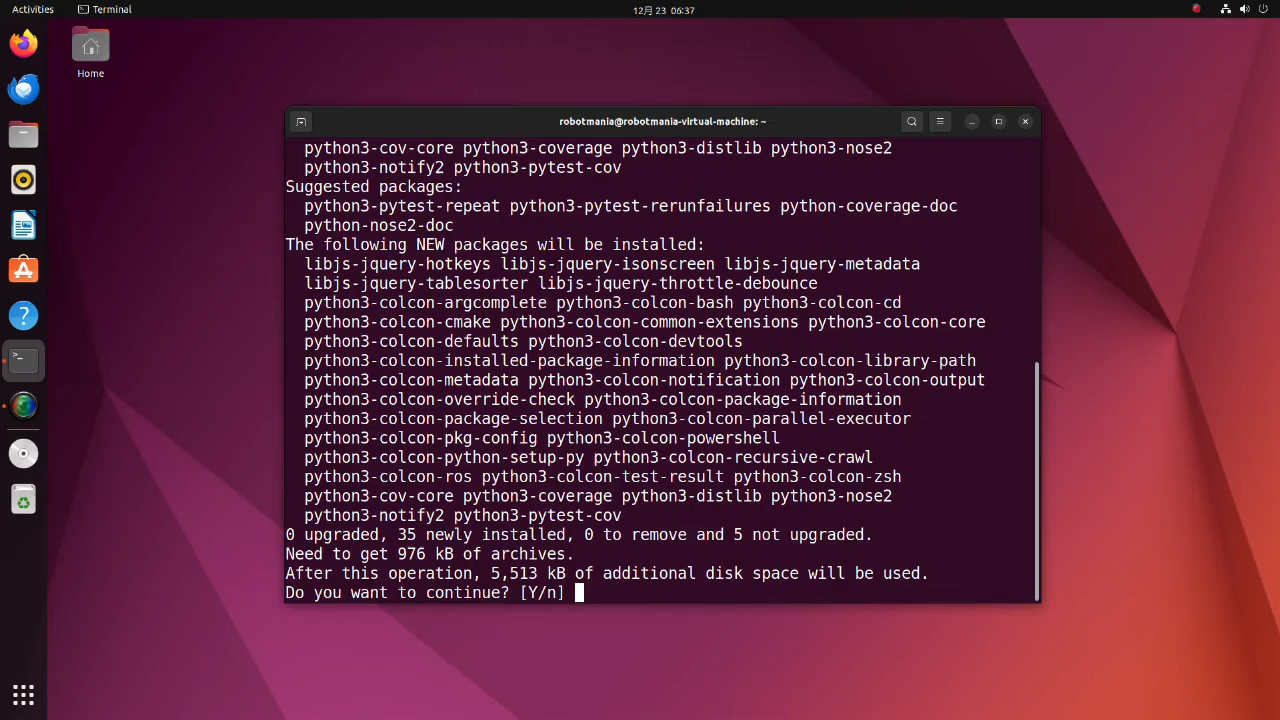 Activities
Terminal
12月 23 06:37
Home
robotmania@robotmania-virtual-machine: ~
python3-cov-core python3-coverage python3-distlib python3-nose2
python3-notify2 python3-pytest-cov
Suggested packages:
python3-pytest-repeat python3-pytest-rerunfailures python-coverage-doc
python-nose2-doc
The following NEW packages will be installed:
libjs-jquery-hotkeys libjs-jquery-isonscreen libjs-jquery-metadata
libjs-jquery-tablesorter libjs-jquery-throttle-debounce
python3-colcon-argcomplete python3-colcon-bash python3-colcon-cd
python3-colcon-cmake python3-colcon-common-extensions python3-colcon-core
python3-colcon-defaults python3-colcon-devtools
python3-colcon-installed-package-information python3-colcon-library-path
python3-colcon-metadata python3-colcon-notification python3-colcon-output
python3-colcon-override-check python3-colcon-package-information
python3-colcon-package-selection python3-colcon-parallel-executor
python3-colcon-pkg-config python3-colcon-powershell
python3-colcon-python-setup-py python3-colcon-recursive-crawl
python3-colcon-ros python3-colcon-test-result python3-colcon-zsh
python3-cov-core python3-coverage python3-distlib python3-nose2
python3-notify2 python3-pytest-cov
0 upgraded, 35 newly installed, 0 to remove and 5 not upgraded.
Need to get 976 kB of archives.
After this operation, 5,513 kB of additional disk space will be used.
Do you want to continue? [Y/n]